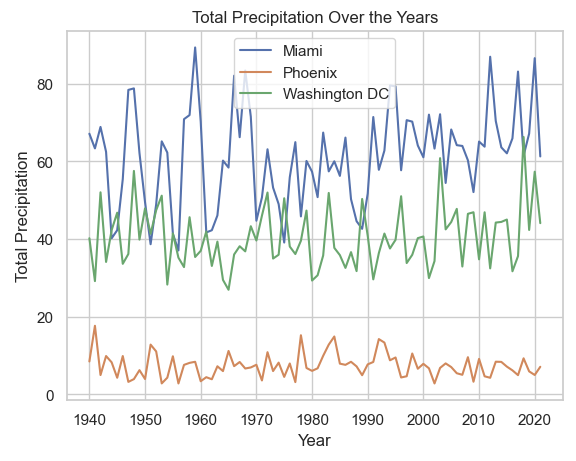 Total Precipitation Over the Years
Miami
Phoenix
Washington DC
Total Precipitation
80
60
40
20
0
1940 1950 1960 1970 1980 1990 2000 2010 2020
Year